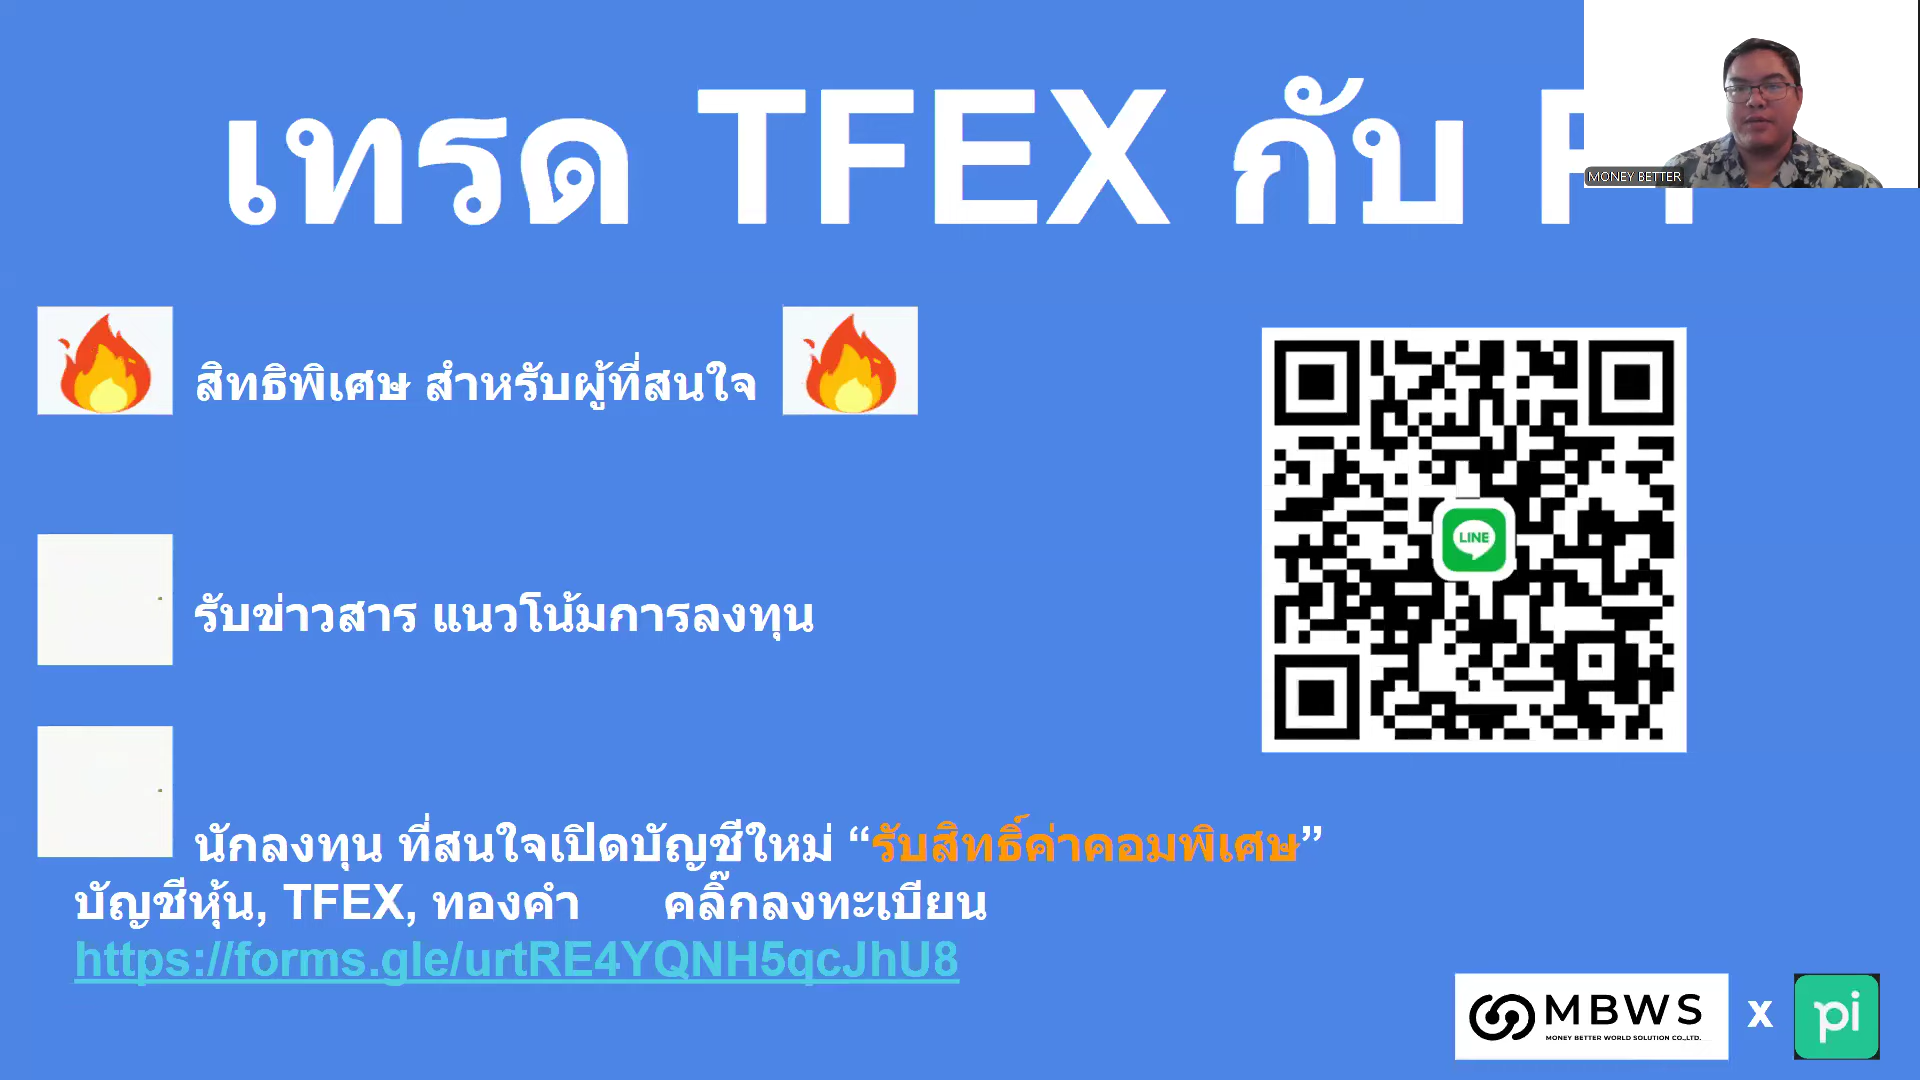 เทรด TFEX กับ Pi
MONEY BETTER
สิทธิพิเศษ สำหรับผู้ที่สนใจ
LINE
รับข่าวสาร แนวโน้มการลงทุน
นักลงทุน ที่สนใจเปิดบัญชีใหม่ “รับสิทธิ์ค่าคอมพิเศษ”
บัญชีหุ้น, TFEX, ทองคำ คลิ๊กลงทะเบียน
https://forms.gle/urtRE4YQNH5qcJhU8
MBWS
MONEY BETTER WORLD SOLUTION CO.,LTD.
x
pi